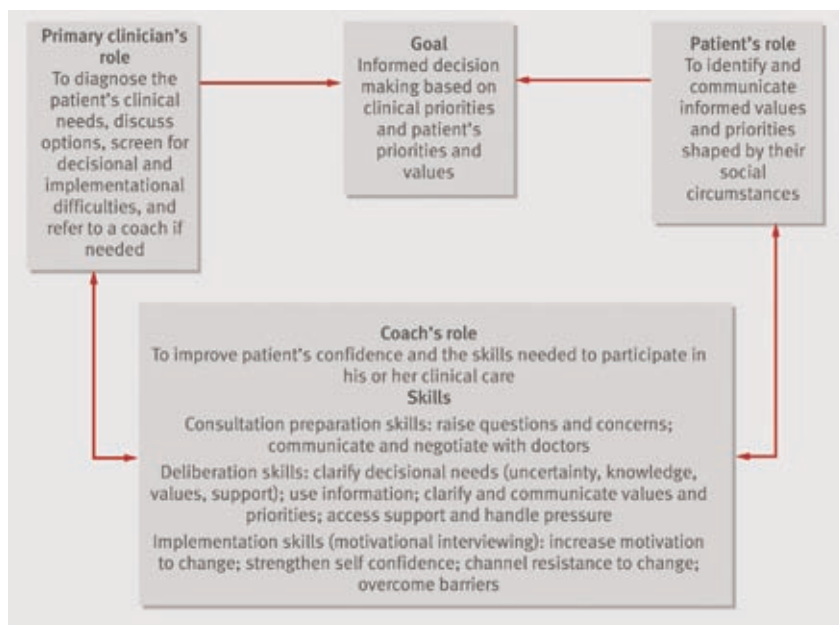 Primary clinician's
role
To diagnose the
patient's clinical
needs, discuss
options, screen for
decisional and
implementational
difficulties, and
refer to a coach if
needed
Goal
Informed decision
making based on
clinical priorities
and patient's
priorities and
values
Patient's role
To identify and
communicate
informed values
and priorities
shaped by their
social
circumstances
Coach's role
To improve patient's confidence and the skills needed to participate in
his or her clinical care
Skills
Consultation preparation skills: raise questions and concerns;
communicate and negotiate with doctors
Deliberation skills: clarify decisional needs (uncertainty, knowledge,
values, support); use information; clarify and communicate values and
priorities; access support and handle pressure
Implementation skills (motivational interviewing): increase motivation
to change; strengthen self confidence; channel resistance to change;
overcome barriers